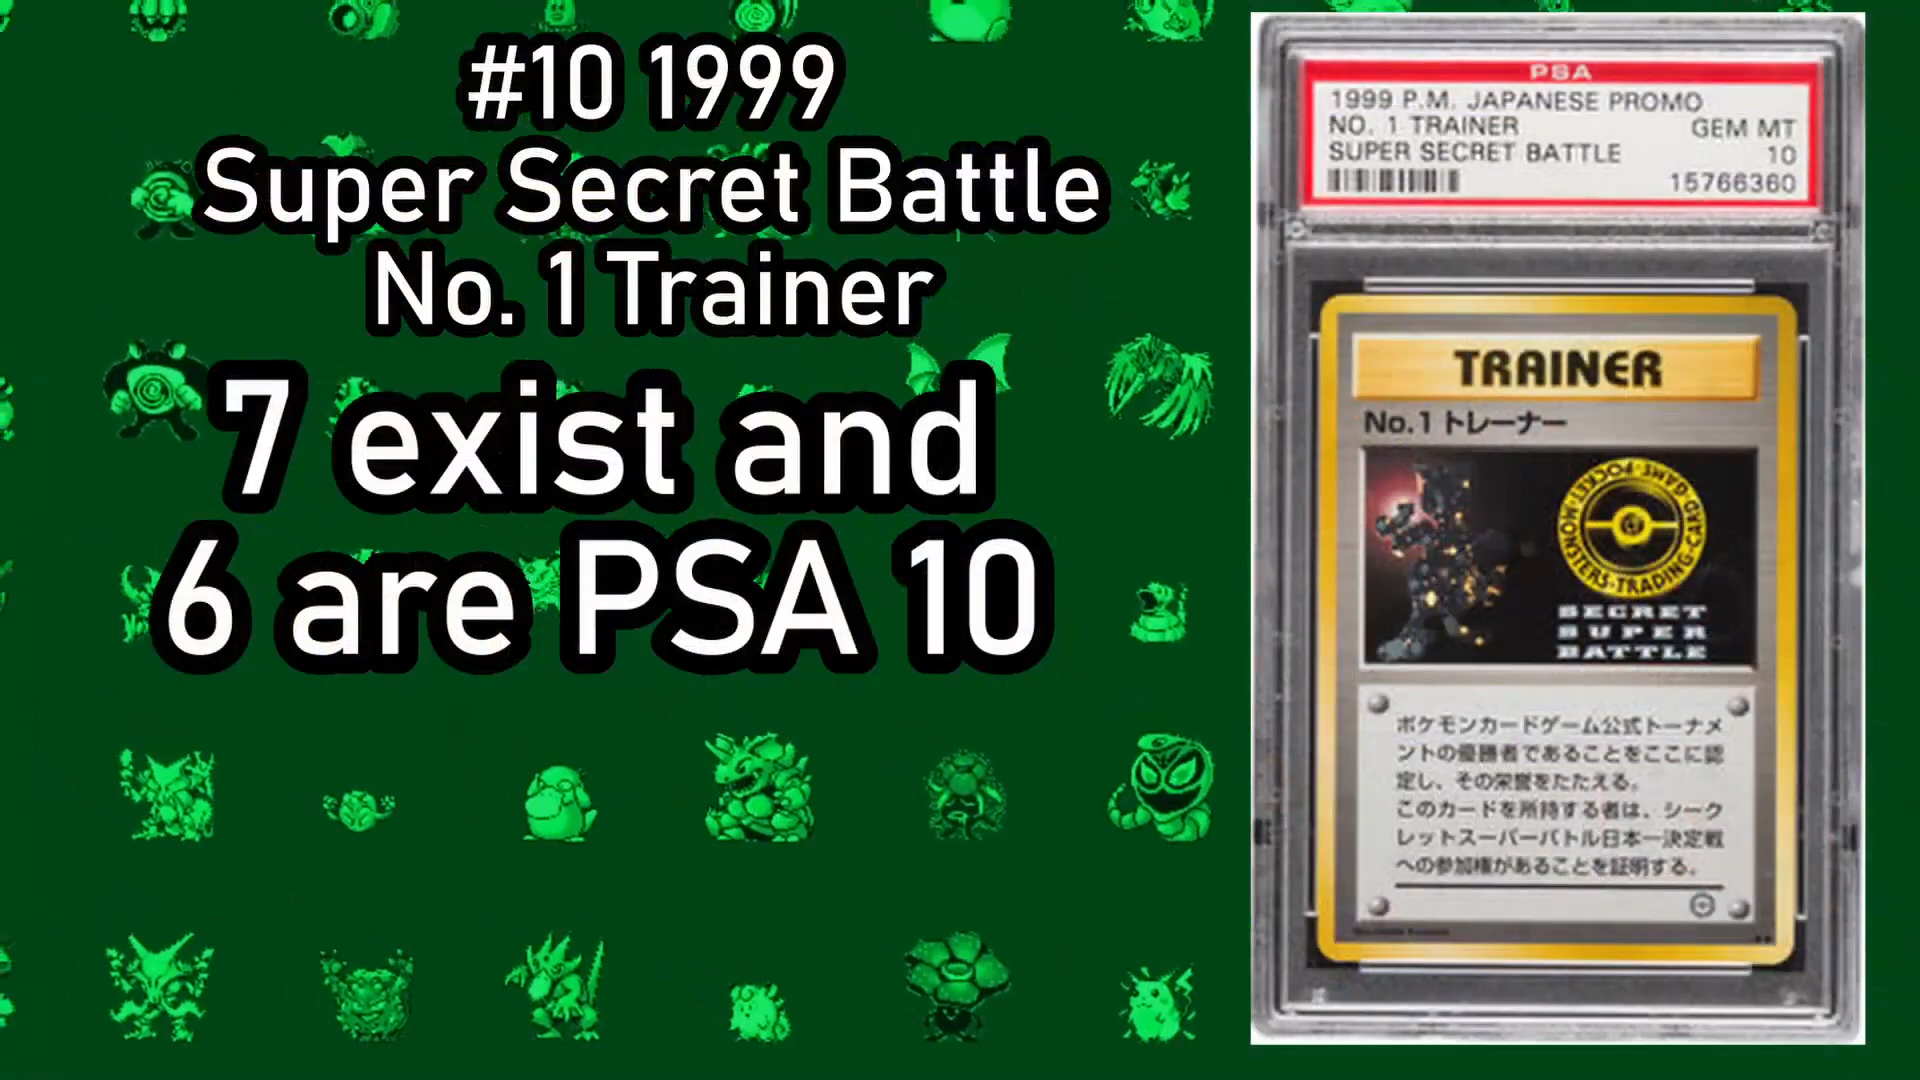 #10 1999
Super Secret Battle
No. 1 Trainer
7 exist and
6 are PSA 10
PSA
1999 P.M. JAPANESE PROMO
NO. 1 TRAINER GEM MT
SUPER SECRET BATTLE 10
15766360
TRAINER
No.1 トレーナー
POCKET MONSTERS・TRADING・CARD GAME
SECRET
SUPER
BATTLE
ポケモンカードゲーム公式トーナメ
ントの優勝者であることをここに認
定し、その栄誉をたたえる。
このカードを所持する者は、シーク
レットスーパーバトル日本一決定戦
への参加権があることを証明する。